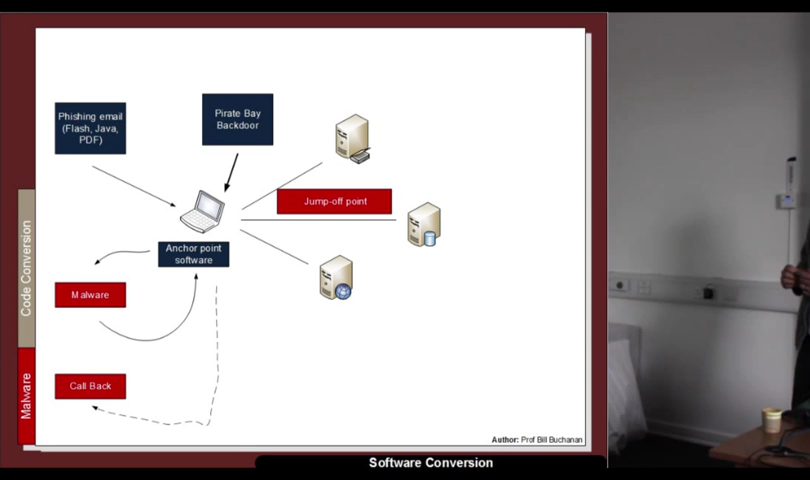 Phishing email
(Flash, Java,
PDF)
Pirate Bay
Backdoor
Jump-off point
Anchor point
software
Malware
Call Back
Code Conversion
Malware
Author: Prof Bill Buchanan
Software Conversion